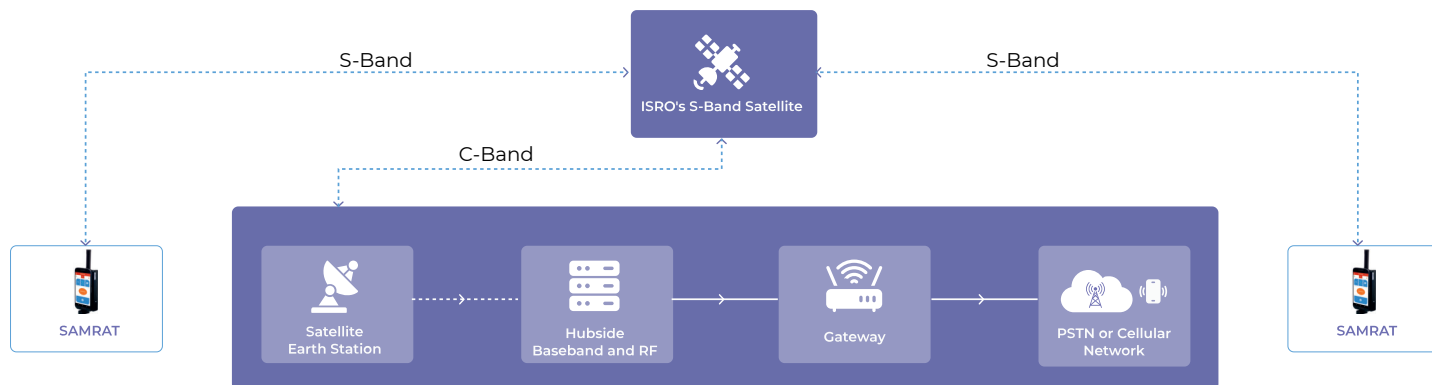 S-Band
S-Band
ISRO's S-Band Satellite
C-Band
SAMRAT
Satellite
Earth Station
Hubside
Baseband and RF
Gateway
PSTN or Cellular
Network
SAMRAT